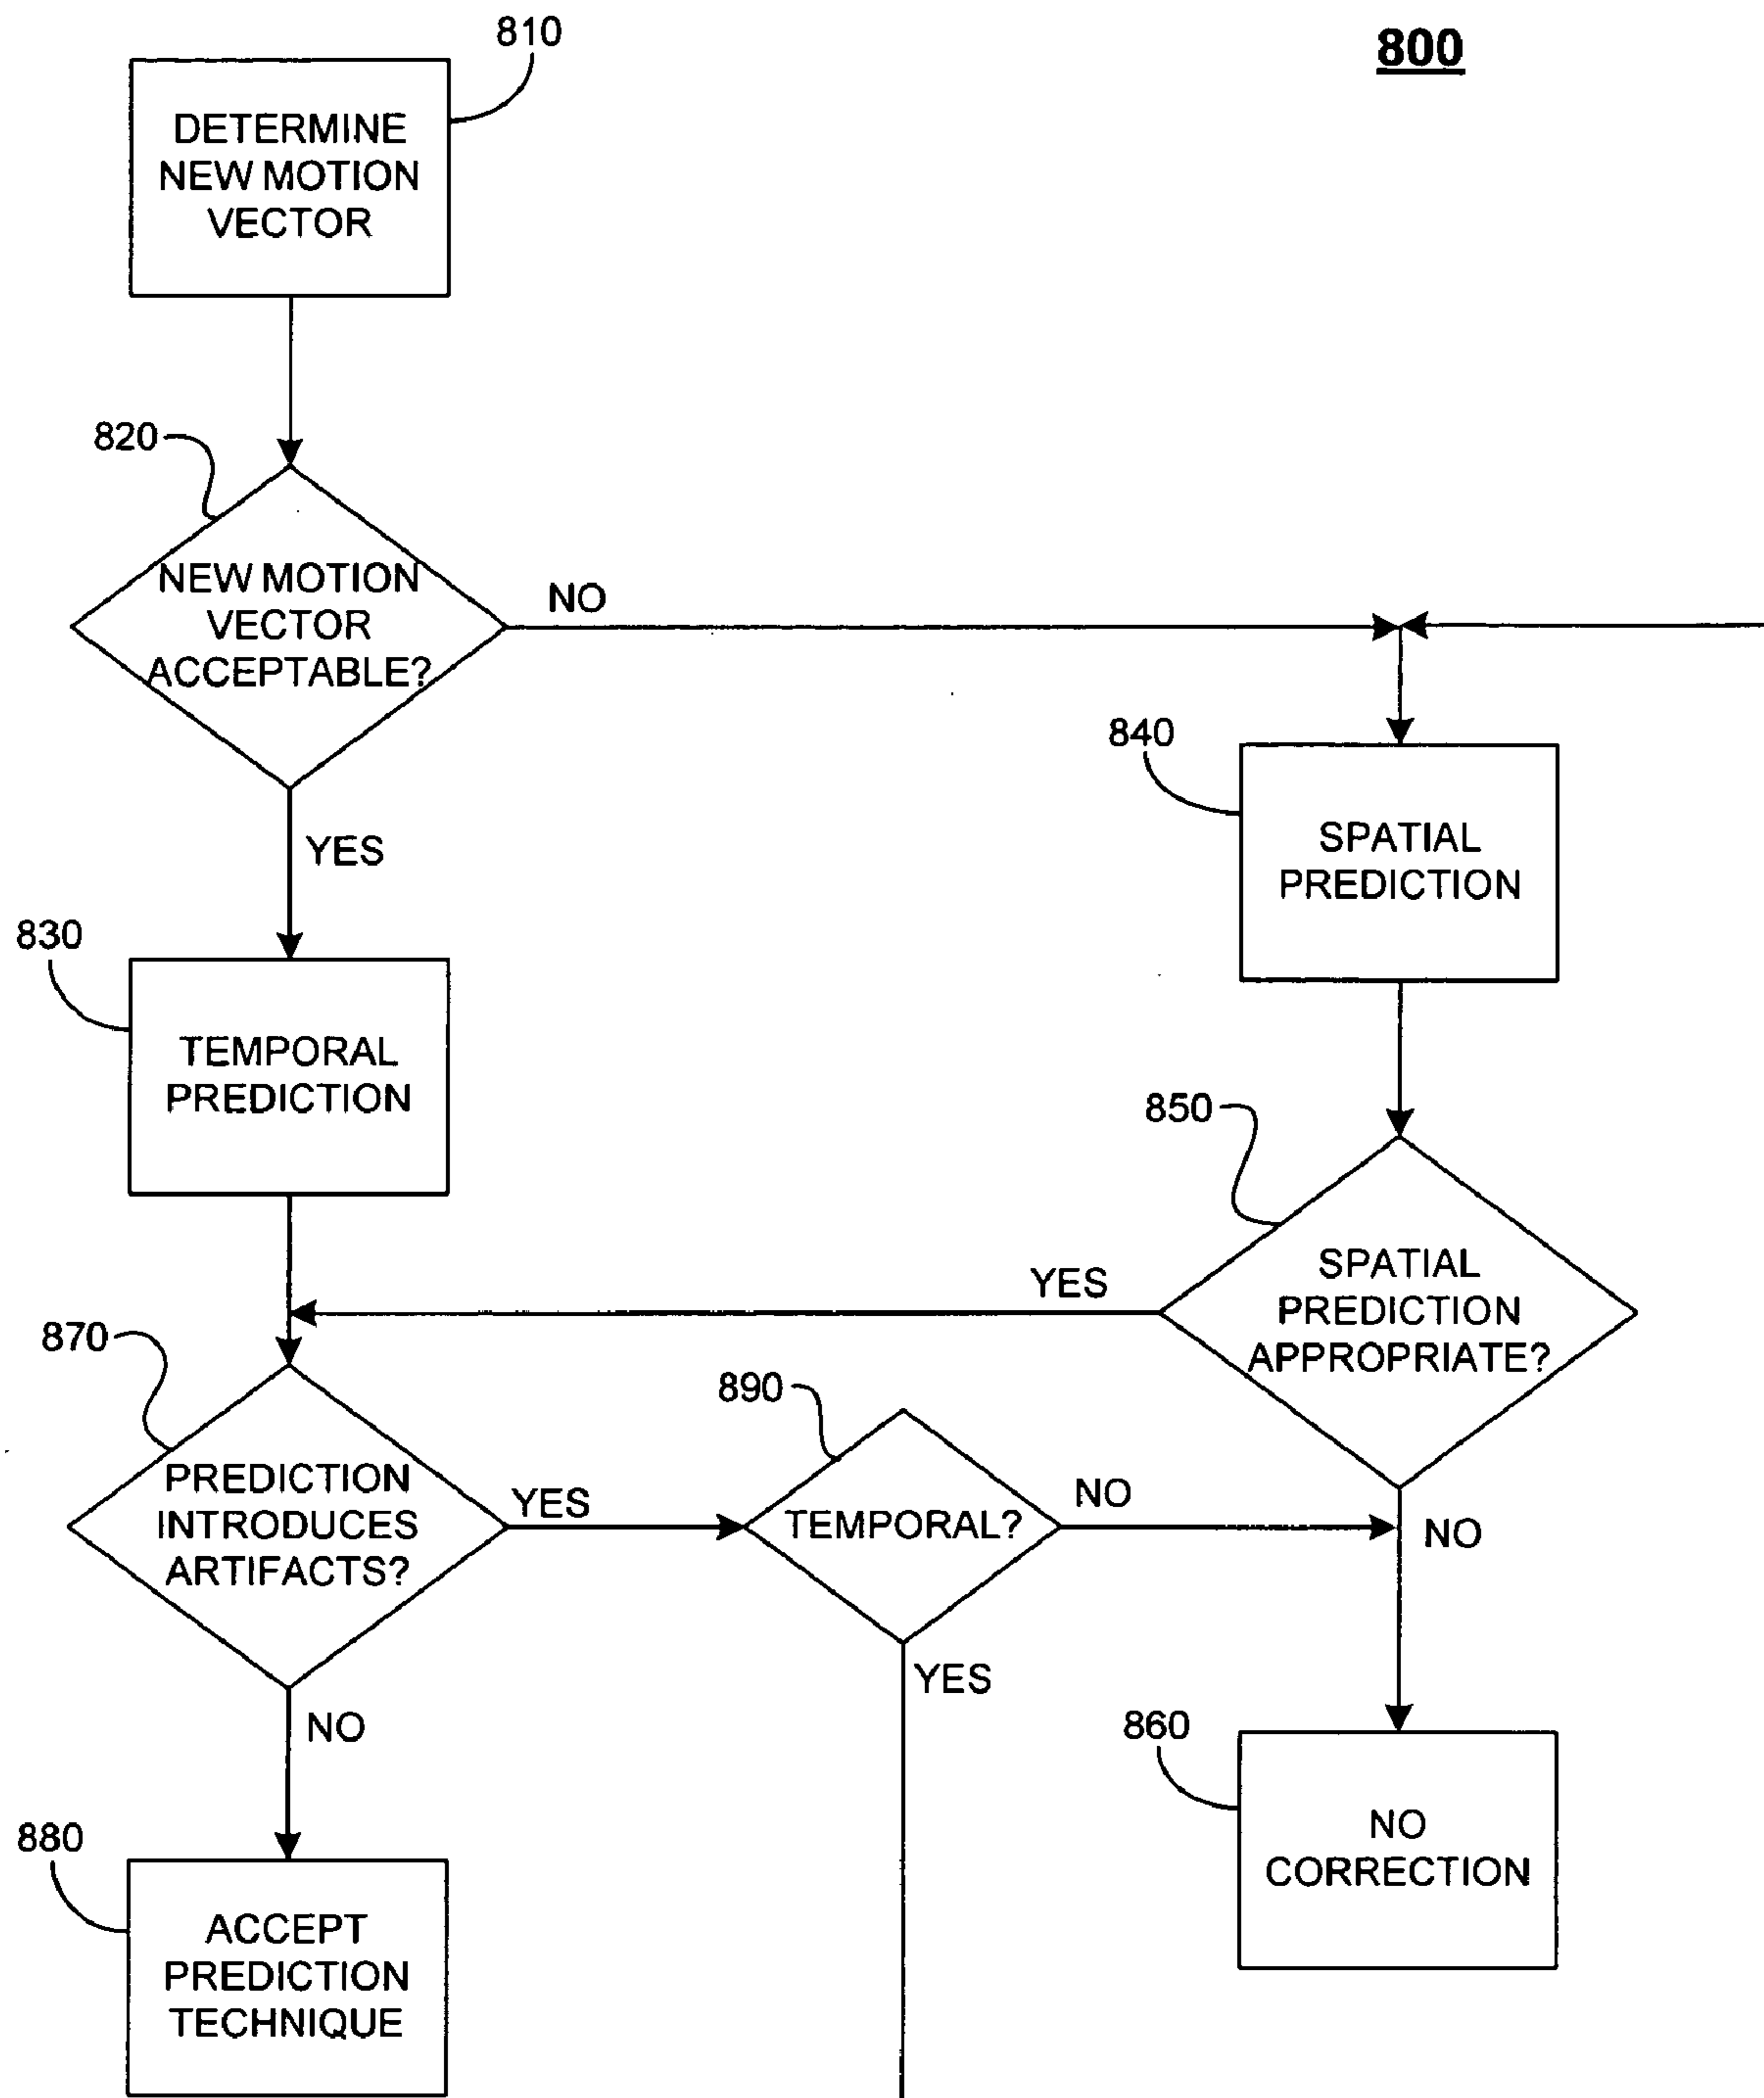 800
810
DETERMINE
NEW MOTION
VECTOR
820
NEW MOTION
VECTOR
ACCEPTABLE?
NO
YES
840
SPATIAL
PREDICTION
830
TEMPORAL
PREDICTION
850
SPATIAL
PREDICTION
APPROPRIATE?
YES
NO
870
PREDICTION
INTRODUCES
ARTIFACTS?
YES
NO
890
TEMPORAL?
NO
YES
860
NO
CORRECTION
880
ACCEPT
PREDICTION
TECHNIQUE